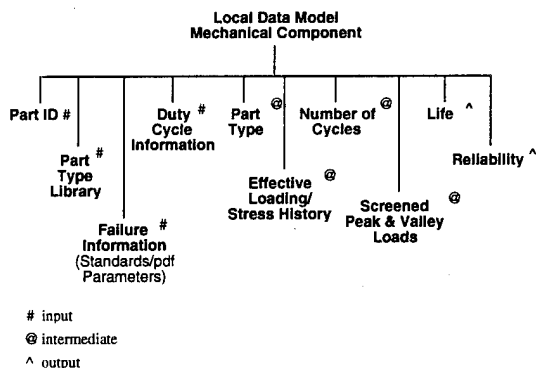 Local Data Model
Mechanical Component
Part ID #
Part #
Type
Library
Failure #
Information
(Standards/pdf
Parameters)
Duty #
Cycle
Information
Part @
Type
Effective @
Loading/
Stress History
Number of @
Cycles
Screened @
Peak & Valley
Loads
Life ^
Reliability ^
# input
@ intermediate
^ output